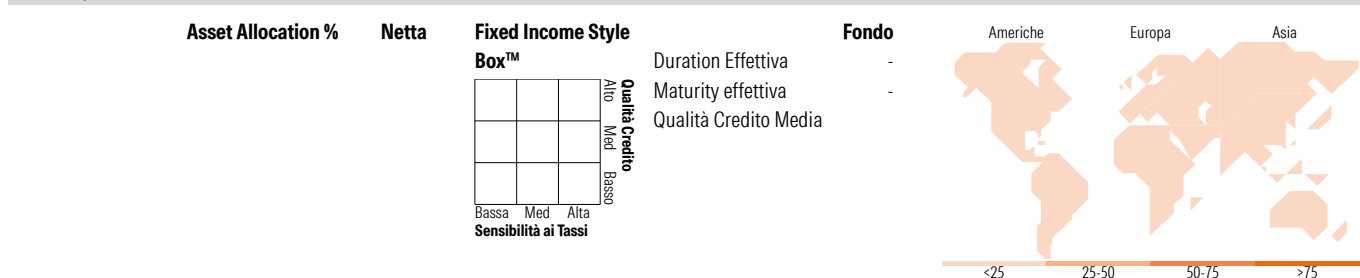 Asset Allocation %
Netta
Fixed Income Style
Box™
Alto
Med
Basso
Qualità Credito
Bassa
Med
Alta
Sensibilità ai Tassi
Fondo
Duration Effettiva -
Maturity effettiva -
Qualità Credito Media
Americhe
Europa
Asia
<25
25-50
50-75
>75